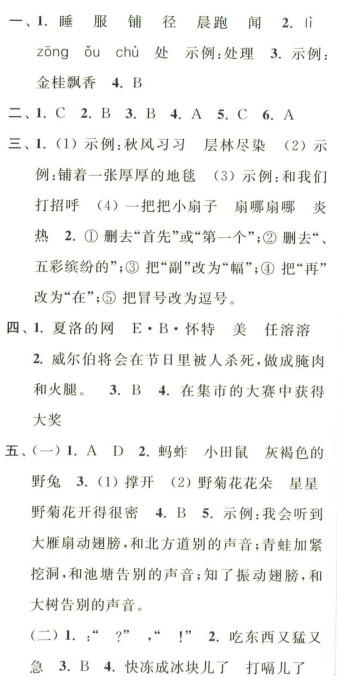 一、1. 睡 服 铺 径 晨跑 闻 2. lì
zōng ǒu chù 处 示例:处理 3. 示例:
金桂飘香 4. B
二、1. C 2. B 3. B 4. A 5. C 6. A
三、1. (1) 示例:秋风习习 层林尽染 (2) 示
例:铺着一张厚厚的地毯 (3) 示例:和我们
打招呼 (4) 一把把小扇子 扇哪扇哪 炎
热 2. ① 删去“首先”或“第一个”;② 删去“、
五彩缤纷的”;③ 把“副”改为“幅”;④ 把“再”
改为“在”;⑤ 把冒号改为逗号。
四、1. 夏洛的网 E·B·怀特 美 任溶溶
2. 威尔伯将会在节日里被人杀死,做成腌肉
和火腿。 3. B 4. 在集市的大赛中获得
大奖
五、(一) 1. A D 2. 蚂蚱 小田鼠 灰褐色的
野兔 3. (1) 撑开 (2) 野菊花花朵 星星
野菊花开得很密 4. B 5. 示例:我会听到
大雁扇动翅膀,和北方道别的声音;青蛙加紧
挖洞,和池塘告别的声音;知了振动翅膀,和
大树告别的声音。
(二) 1. :“ ?” ,“ !” 2. 吃东西又猛又
急 3. B 4. 快冻成冰块儿了 打嗝儿了